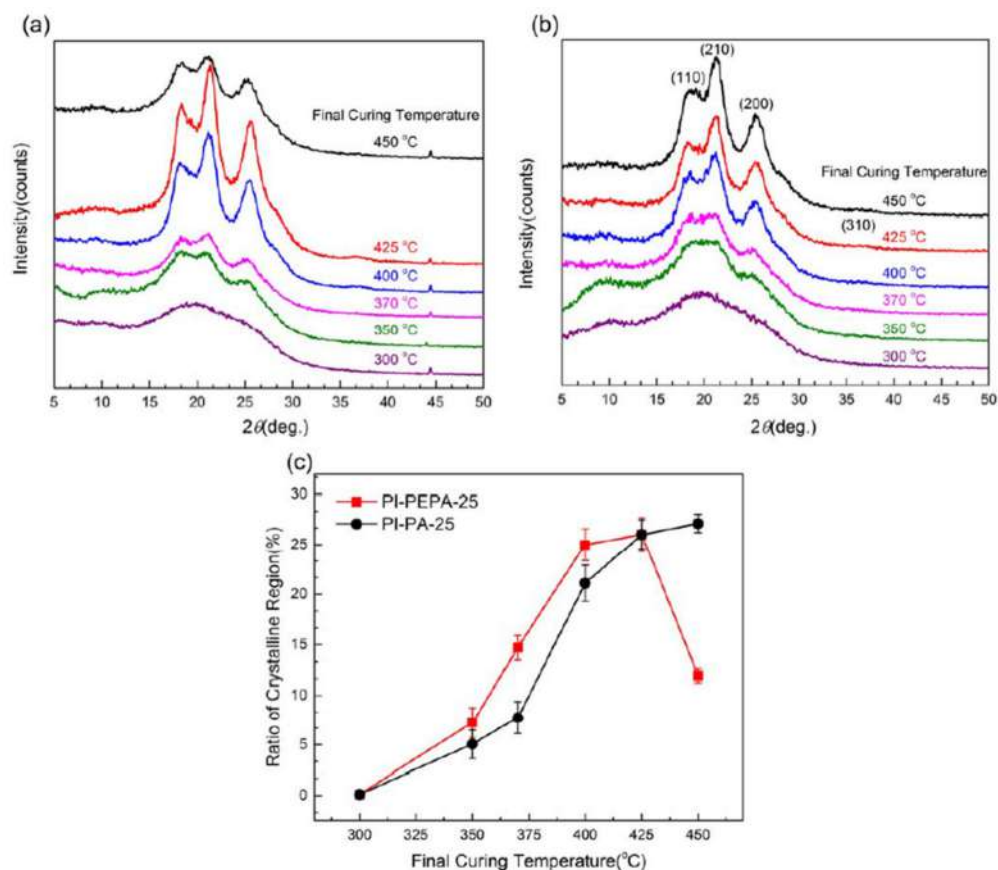 (a)
Intensity(counts)
Final Curing Temperature
450 °C
425 °C
400 °C
370 °C
350 °C
300 °C
5 10 15 20 25 30 35 40 45 50
2θ(deg.)
(b)
Intensity(counts)
(110)
(210)
(200)
Final Curing Temperature
450 °C
(310)
425 °C
400 °C
370 °C
350 °C
300 °C
5 10 15 20 25 30 35 40 45 50
2θ(deg.)
(c)
Ratio of Crystalline Region(%)
30
25
20
15
10
5
0
PI-PEPA-25
PI-PA-25
300 325 350 375 400 425 450
Final Curing Temperature(°C)